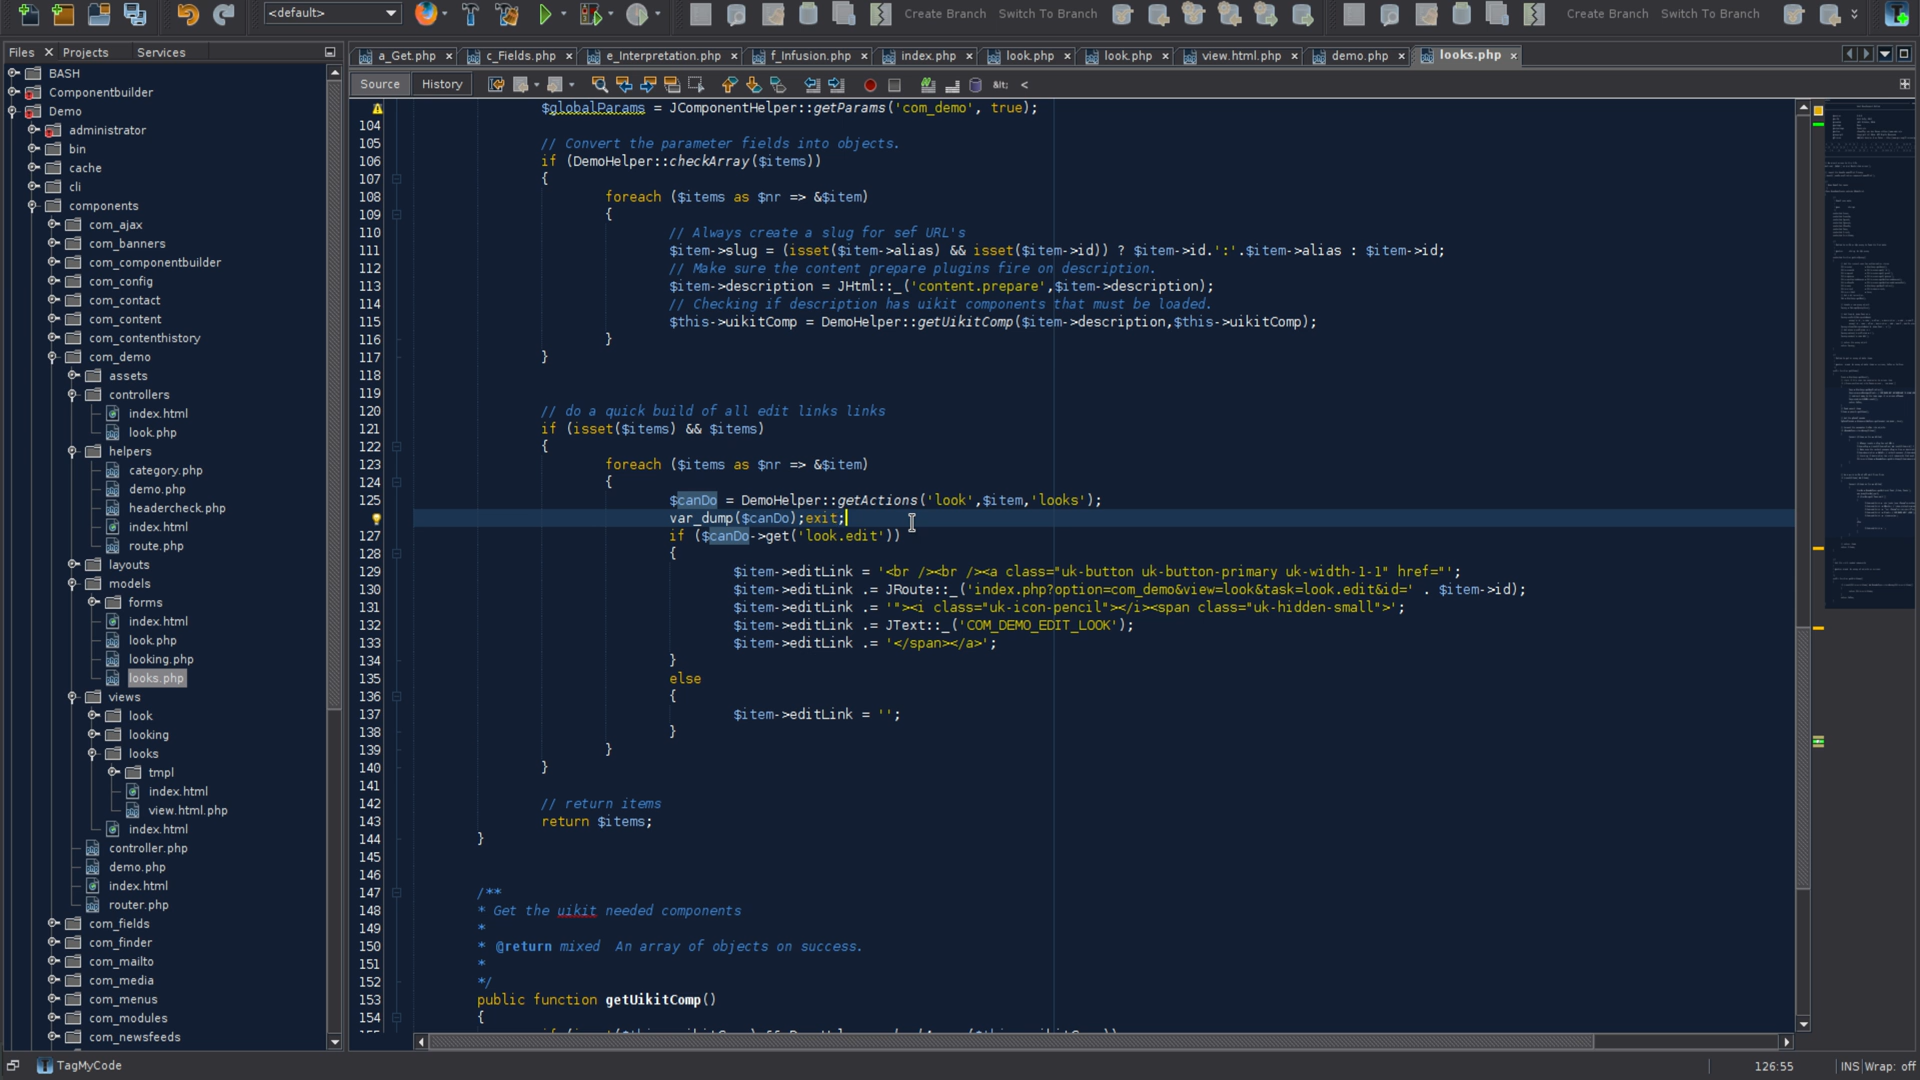 <default>
Create Branch
Switch To Branch
Create Branch
Switch To Branch
Files
Projects
Services
a_Get.php
c_Fields.php
e_Interpretation.php
f_Infusion.php
index.php
look.php
look.php
view.html.php
demo.php
looks.php
BASH
Componentbuilder
Demo
administrator
bin
cache
cli
components
com_ajax
com_banners
com_componentbuilder
com_config
com_contact
com_content
com_contenthistory
com_demo
assets
controllers
index.html
look.php
helpers
category.php
demo.php
headercheck.php
index.html
route.php
layouts
models
forms
index.html
look.php
looking.php
looks.php
views
look
looking
looks
tmpl
index.html
view.html.php
index.html
controller.php
demo.php
index.html
router.php
com_fields
com_finder
com_mailto
com_media
com_menus
com_modules
com_newsfeeds
Source
History
&lt;
<
$globalParams = JComponentHelper::getParams('com_demo', true);
104
105 // Convert the parameter fields into objects.
106 if (DemoHelper::checkArray($items))
107 {
108 foreach ($items as $nr => &$item)
109 {
110 // Always create a slug for sef URL's
111 $item->slug = (isset($item->alias) && isset($item->id)) ? $item->id.':'.$item->alias : $item->id;
112 // Make sure the content prepare plugins fire on description.
113 $item->description = JHtml::_('content.prepare',$item->description);
114 // Checking if description has uikit components that must be loaded.
115 $this->uikitComp = DemoHelper::getUikitComp($item->description,$this->uikitComp);
116 }
117 }
118
119
120 // do a quick build of all edit links links
121 if (isset($items) && $items)
122 {
123 foreach ($items as $nr => &$item)
124 {
125 $canDo = DemoHelper::getActions('look',$item,'looks');
var_dump($canDo);exit;
127 if ($canDo->get('look.edit'))
128 {
129 $item->editLink = '<br /><br /><a class="uk-button uk-button-primary uk-width-1-1" href="';
130 $item->editLink .= JRoute::_('index.php?option=com_demo&view=look&task=look.edit&id=' . $item->id);
131 $item->editLink .= '"><i class="uk-icon-pencil"></i><span class="uk-hidden-small">';
132 $item->editLink .= JText::_('COM_DEMO_EDIT_LOOK');
133 $item->editLink .= '</span></a>';
134 }
135 else
136 {
137 $item->editLink = '';
138 }
139 }
140 }
141
142 // return items
143 return $items;
144 }
145
146
147 /**
148 * Get the uikit needed components
149 *
150 * @return mixed  An array of objects on success.
151 *
152 */
153 public function getUikitComp()
154 {
TagMyCode
126:55
INS
Wrap: off